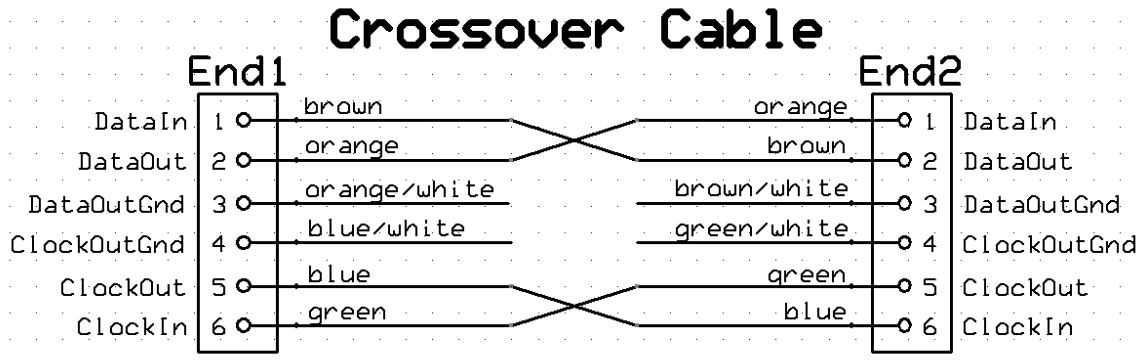 Crossover Cable
End1 End2
DataIn 1 brown orange 1 DataIn
DataOut 2 orange brown 2 DataOut
DataOutGnd 3 orange/white brown/white 3 DataOutGnd
ClockOutGnd 4 blue/white green/white 4 ClockOutGnd
ClockOut 5 blue green 5 ClockOut
ClockIn 6 green blue 6 ClockIn